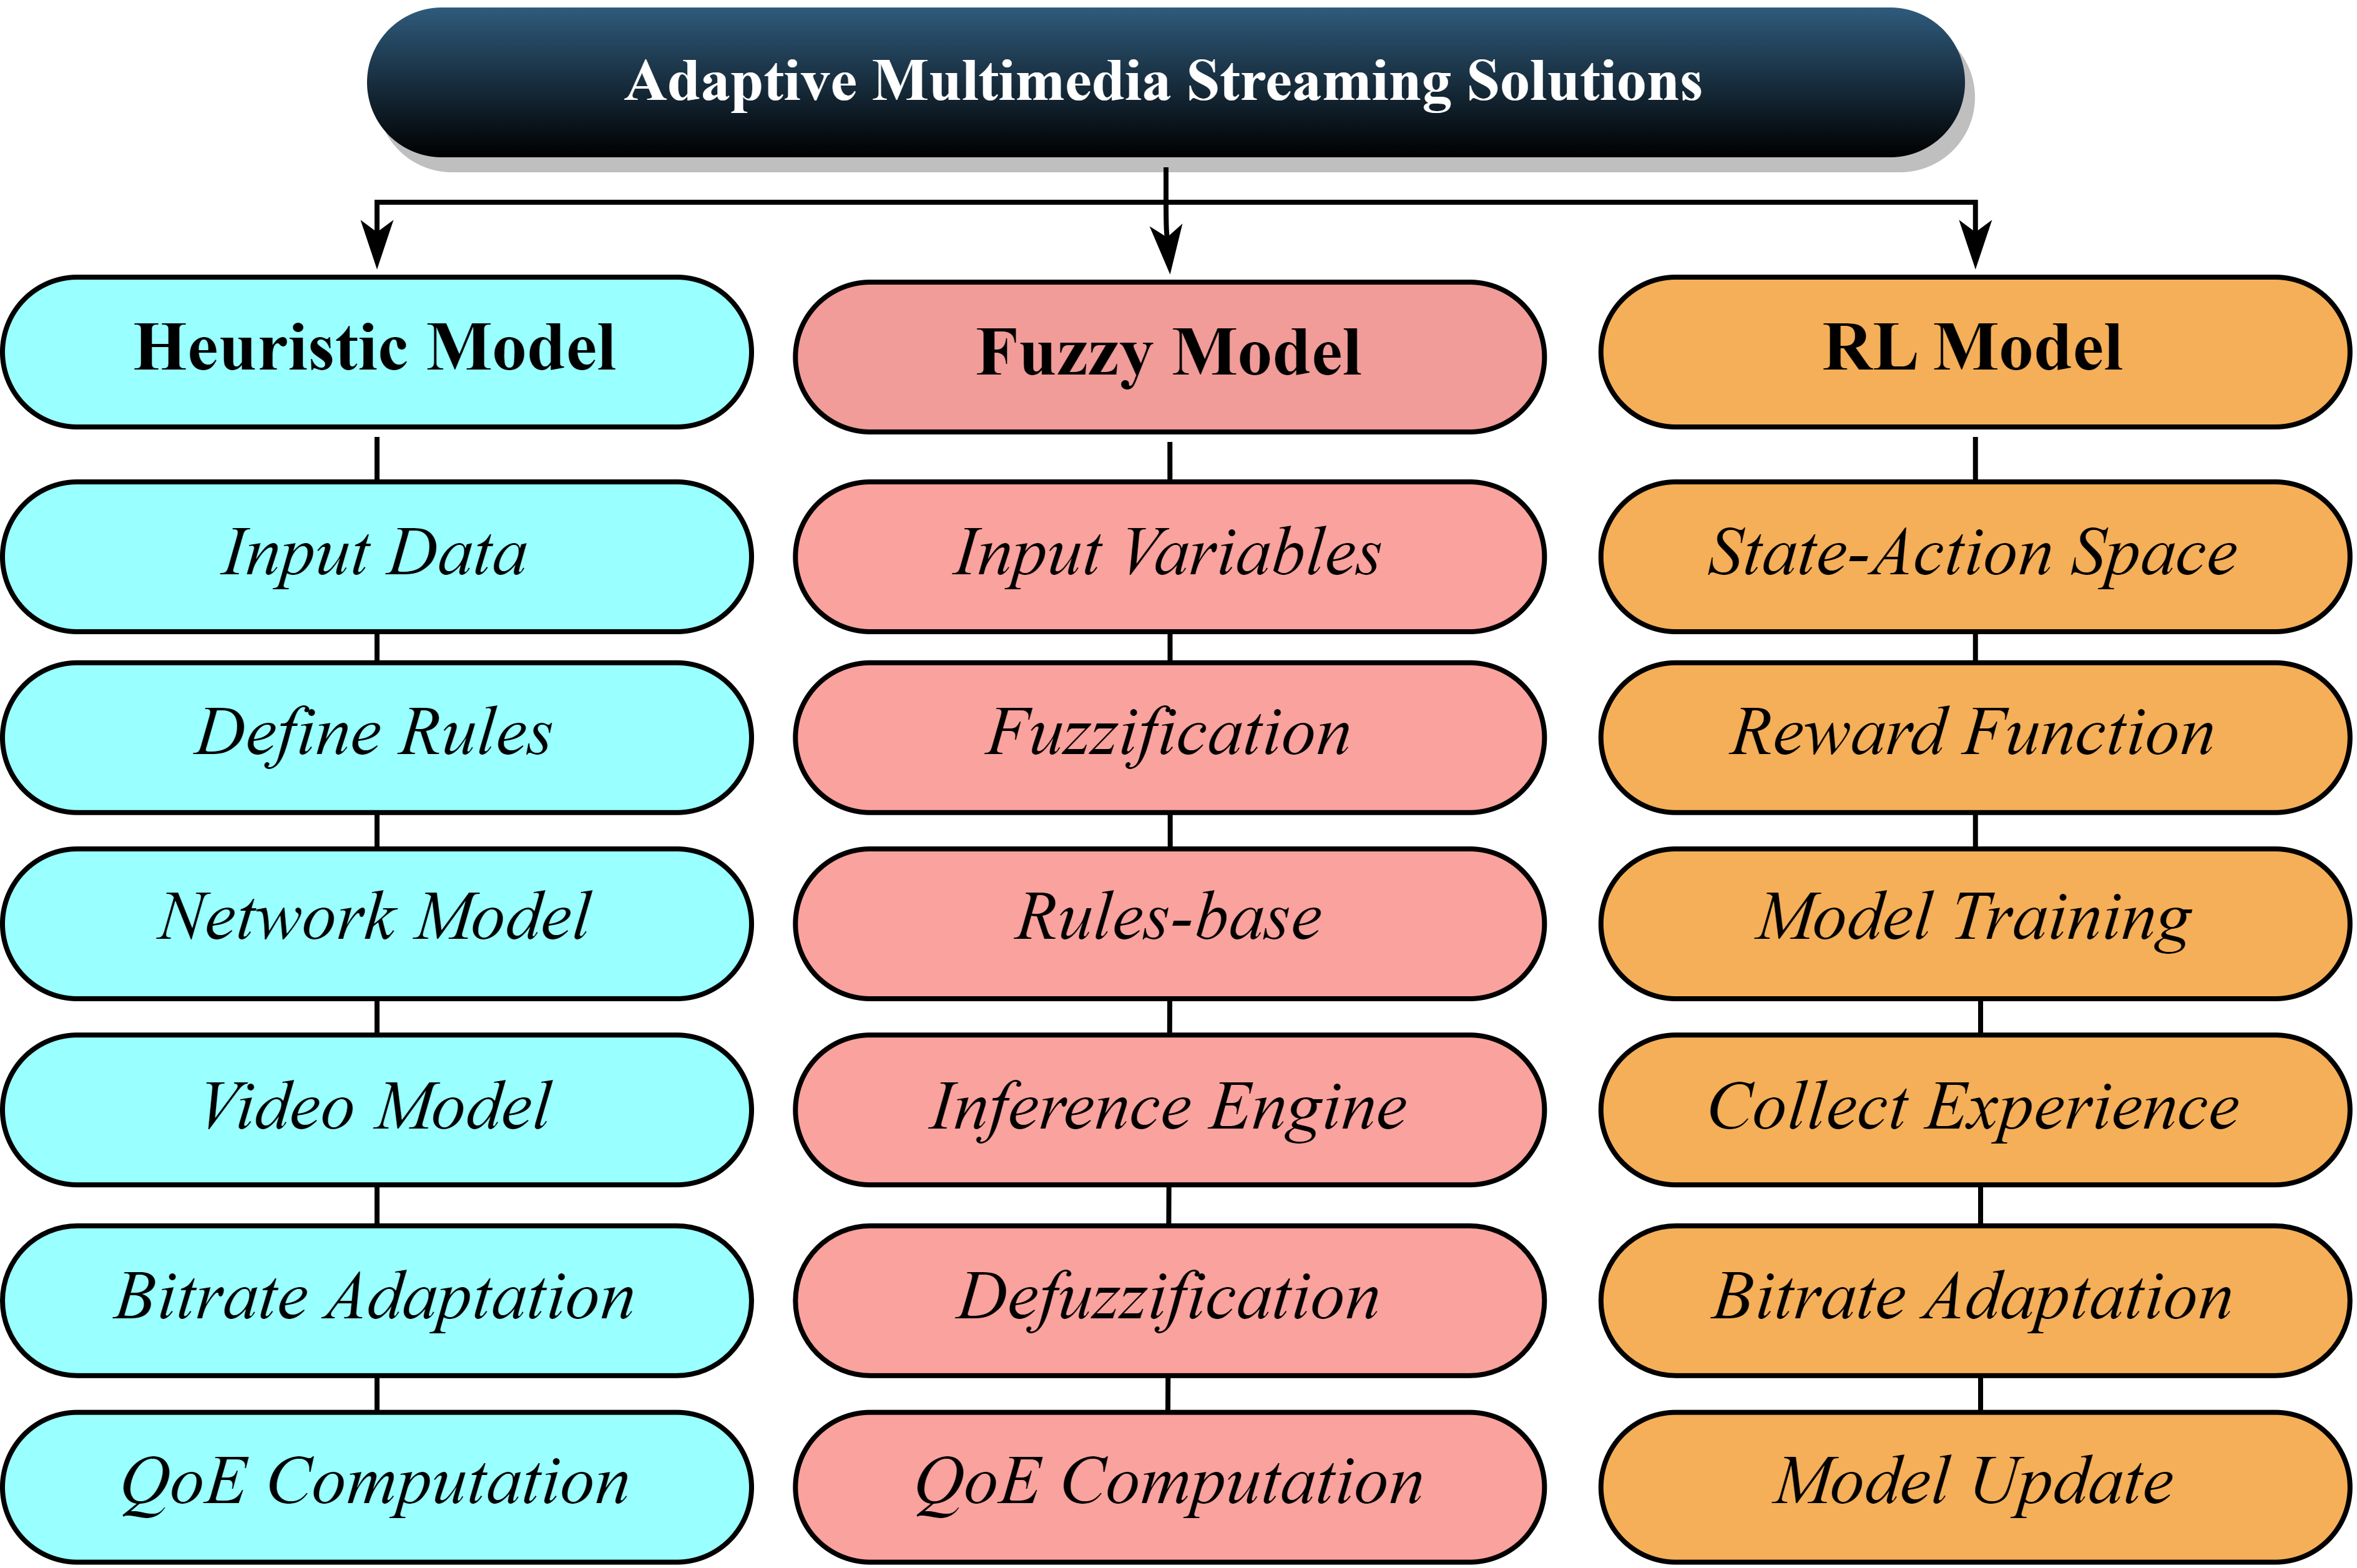 Adaptive Multimedia Streaming Solutions
Heuristic Model
Input Data
Define Rules
Network Model
Video Model
Bitrate Adaptation
QoE Computation
Fuzzy Model
Input Variables
Fuzzification
Rules-base
Inference Engine
Defuzzification
QoE Computation
RL Model
State-Action Space
Reward Function
Model Training
Collect Experience
Bitrate Adaptation
Model Update